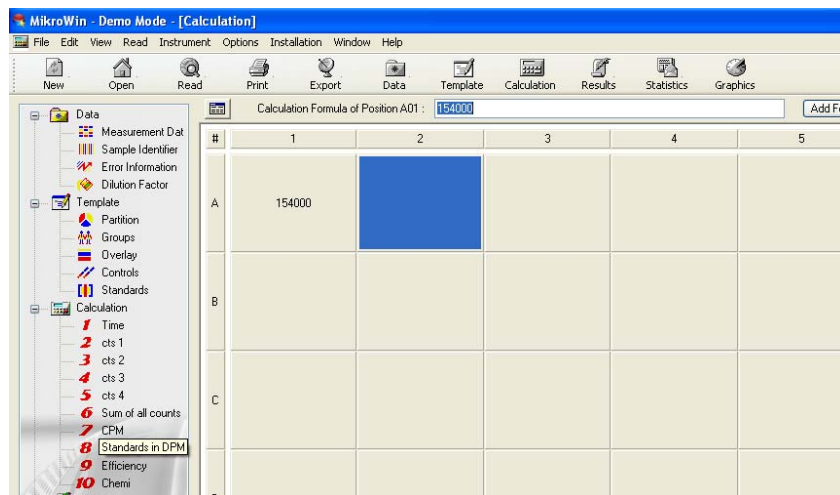 MikroWin - Demo Mode - [Calculation]
File Edit View Read Instrument Options Installation Window Help
New Open Read Print Export Data Template Calculation Results Statistics Graphics
Calculation Formula of Position A01 : 154000 Add Fo
Data
Measurement Dat
Sample Identifier
Error Information
Dilution Factor
Template
Partition
Groups
Overlay
Controls
Standards
Calculation
1 Time
2 cts 1
3 cts 2
4 cts 3
5 cts 4
6 Sum of all counts
7 CPM
8 Standards in DPM
9 Efficiency
10 Chemi
# 1 2 3 4 5
A 154000
B
C